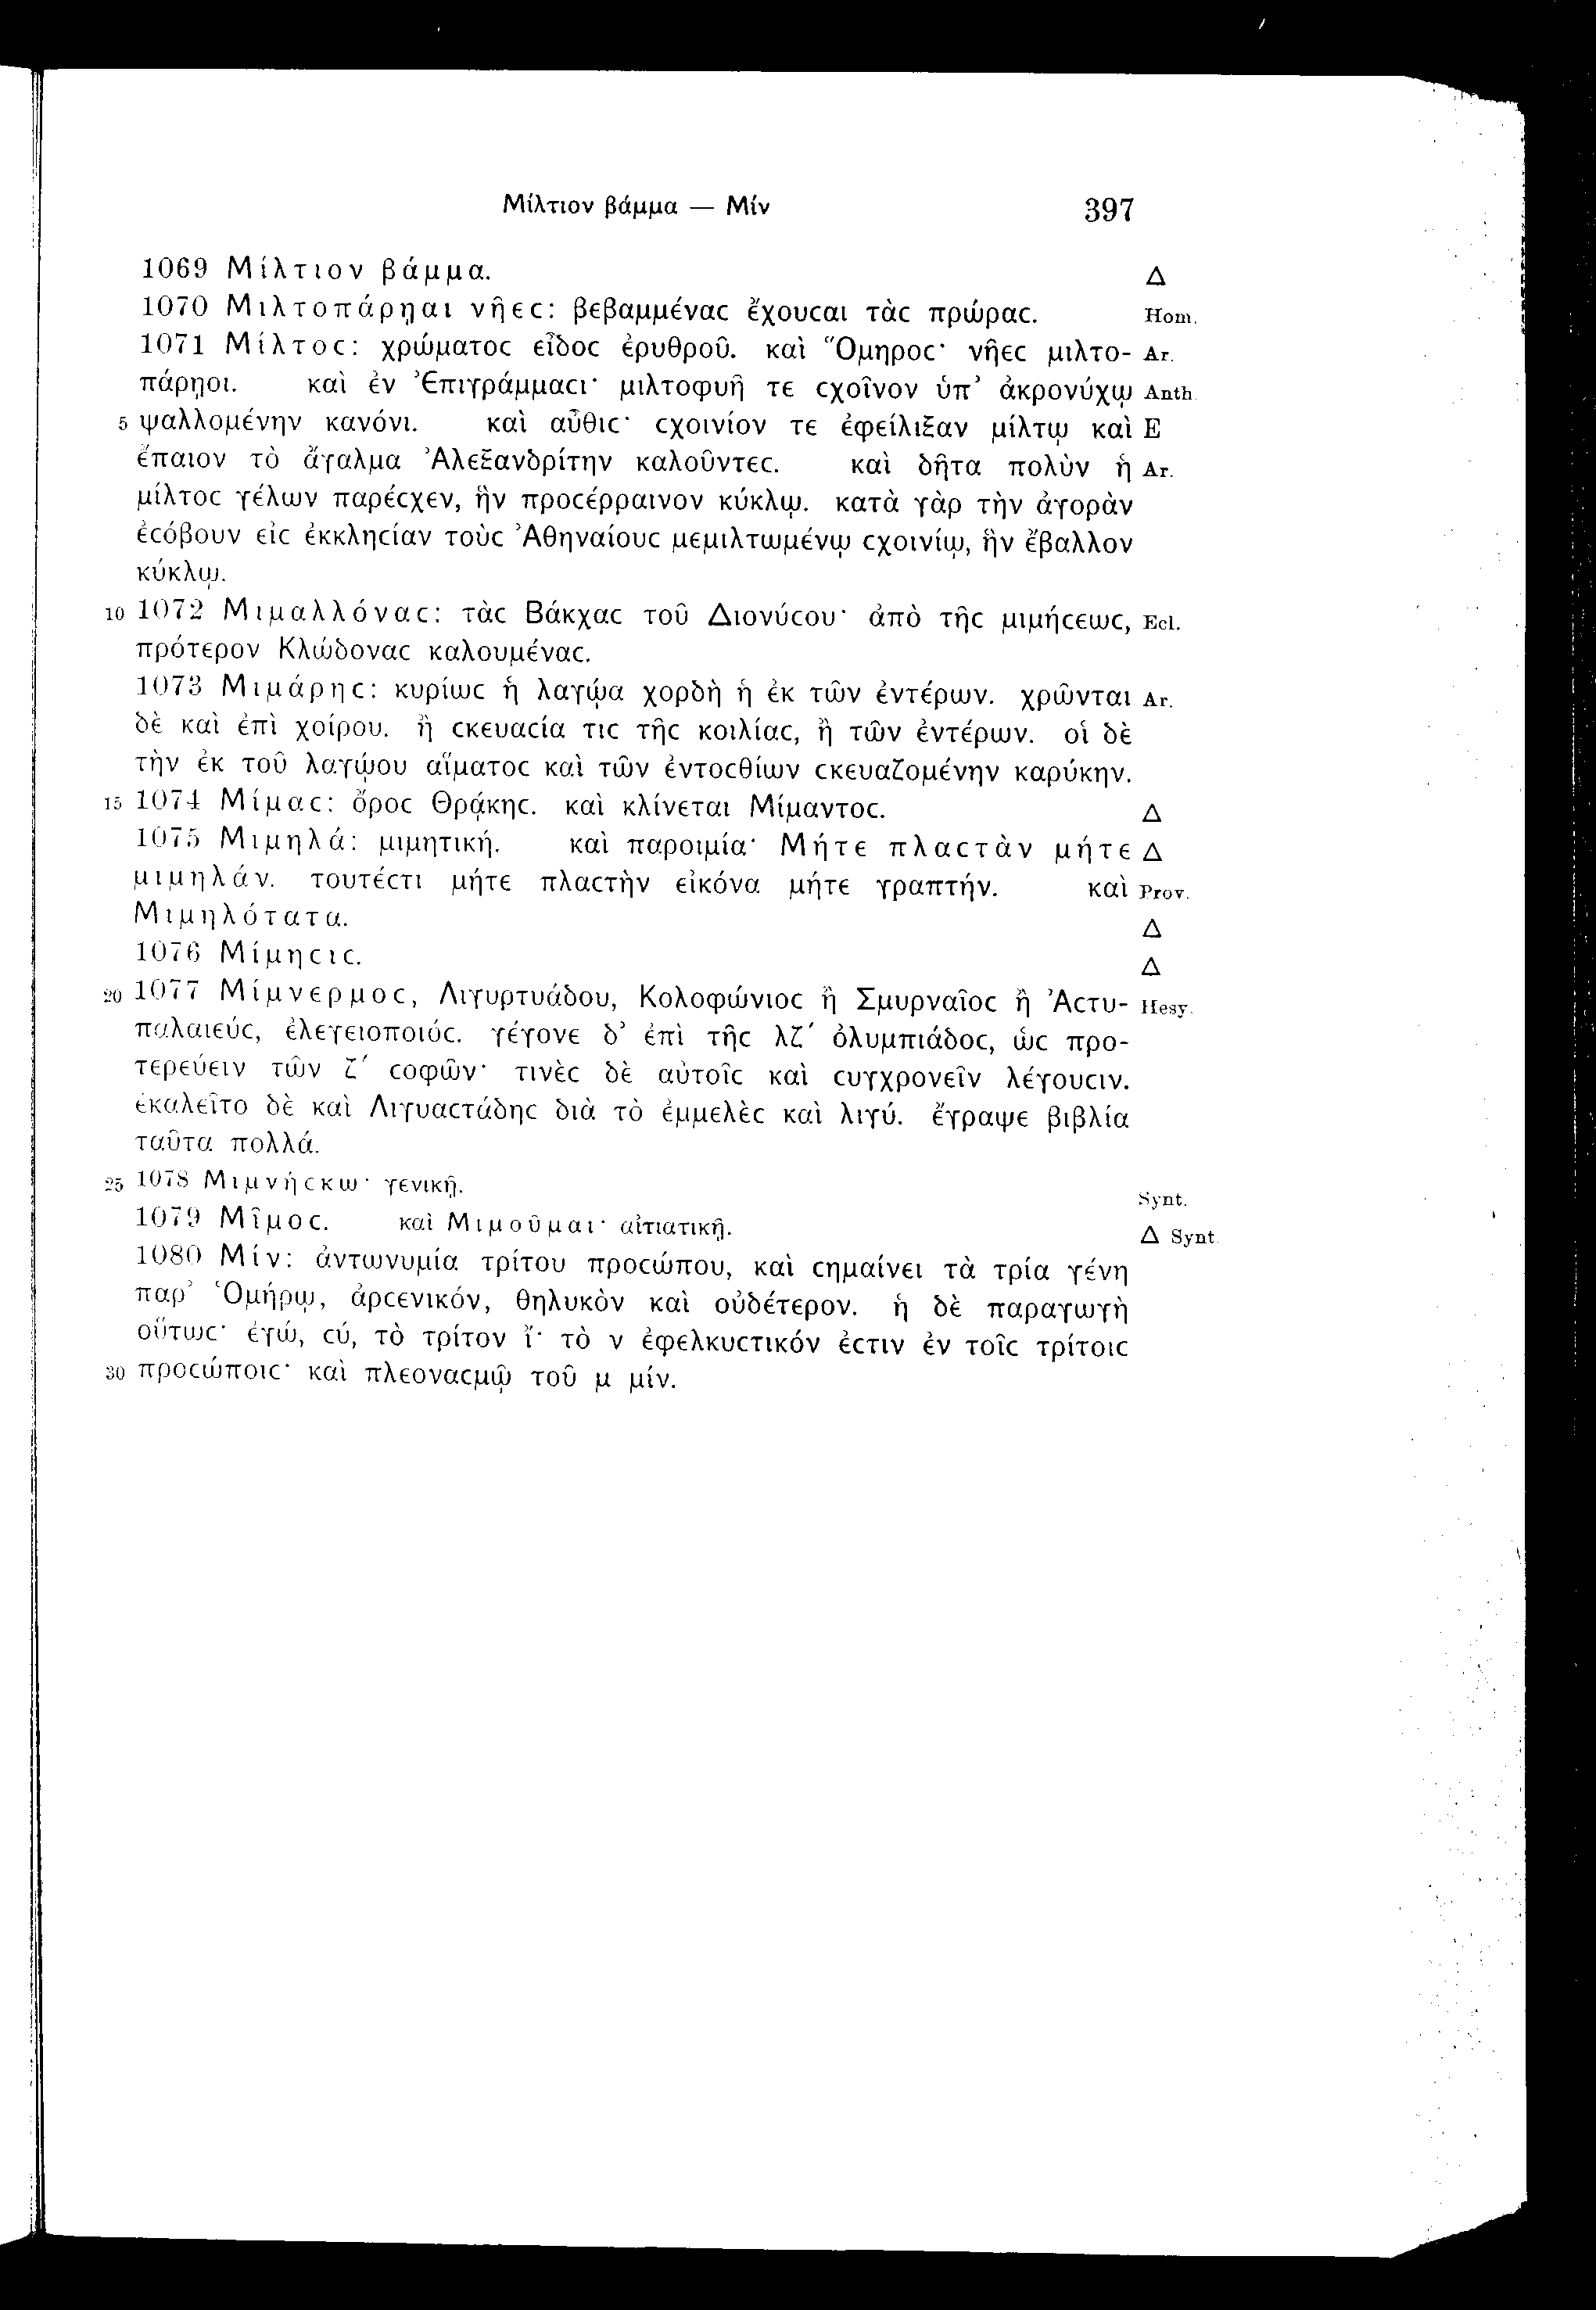 Μίλτιον βάμμα — Μίν 397
1069 Μίλτιον βάμμα. Δ
1070 Μιλτοπάρῃαι νῆεϲ: βεβαμμέναϲ ἔχουϲαι τὰϲ πρώραϲ. Hom.
1071 Μίλτοϲ: χρώματοϲ εἶδοϲ ἐρυθροῦ. καὶ Ὅμηροϲ· νῆεϲ μιλτο- Ar.
πάρῃοι. καὶ ἐν Ἐπιγράμμαϲι· μιλτοφυῆ τε ϲχοῖνον ὑπ’ ἀκρονύχῳ Anth.
5 ψαλλομένην κανόνι. καὶ αὖθιϲ· ϲχοινίον τε ἐφείλιξαν μίλτῳ καὶ E
ἔπαιον τὸ ἄγαλμα Ἀλεξανδρίτην καλοῦντεϲ. καὶ δῆτα πολὺν ἡ Ar.
μίλτοϲ γέλων παρέϲχεν, ἣν προϲέρραινον κύκλῳ. κατὰ γὰρ τὴν ἀγορὰν
ἐϲόβουν εἰϲ ἐκκληϲίαν τοὺϲ Ἀθηναίουϲ μεμιλτωμένῳ ϲχοινίῳ, ἣν ἔβαλλον
κύκλῳ.
10 1072 Μιμαλλόναϲ: τὰϲ Βάκχαϲ τοῦ Διονύϲου· ἀπὸ τῆϲ μιμήϲεωϲ, Ecl.
πρότερον Κλώδοναϲ καλουμέναϲ.
1073 Μιμάρηϲ: κυρίωϲ ἡ λαγῴα χορδὴ ἡ ἐκ τῶν ἐντέρων. χρῶνται Ar.
δὲ καὶ ἐπὶ χοίρου. ἢ ϲκευαϲία τιϲ τῆϲ κοιλίαϲ, ἢ τῶν ἐντέρων. οἱ δὲ
τὴν ἐκ τοῦ λαγῴου αἵματοϲ καὶ τῶν ἐντοϲθίων ϲκευαζομένην καρύκην.
15 1074 Μίμαϲ: ὄροϲ Θρᾴκηϲ. καὶ κλίνεται Μίμαντοϲ. Δ
1075 Μιμηλά: μιμητική. καὶ παροιμία· Μήτε πλαϲτὰν μήτε Δ
μιμηλάν. τουτέϲτι μήτε πλαϲτὴν εἰκόνα μήτε γραπτήν. καὶ Prov.
Μιμηλότατα. Δ
1076 Μίμηϲιϲ. Δ
20 1077 Μίμνερμοϲ, Λιγυρτυάδου, Κολοφώνιοϲ ἢ Σμυρναῖοϲ ἢ Ἀϲτυ- Hesy.
παλαιεύϲ, ἐλεγειοποιόϲ. γέγονε δ’ ἐπὶ τῆϲ λζ′ ὀλυμπιάδοϲ, ὡϲ προ-
τερεύειν τῶν ζ′ ϲοφῶν· τινὲϲ δὲ αὐτοῖϲ καὶ ϲυγχρονεῖν λέγουϲιν.
ἐκαλεῖτο δὲ καὶ Λιγυαϲτάδηϲ διὰ τὸ ἐμμελὲϲ καὶ λιγύ. ἔγραψε βιβλία
ταῦτα πολλά.
25 1078 Μιμνήϲκω· γενικῇ. Synt.
1079 Μῖμοϲ. καὶ Μιμοῦμαι· αἰτιατικῇ. Δ Synt.
1080 Μίν: ἀντωνυμία τρίτου προϲώπου, καὶ ϲημαίνει τὰ τρία γένη
παρ’ Ὁμήρῳ, ἀρϲενικόν, θηλυκὸν καὶ οὐδέτερον. ἡ δὲ παραγωγὴ
οὕτωϲ· ἐγώ, ϲύ, τὸ τρίτον ἵ· τὸ ν ἐφελκυϲτικόν ἐϲτιν ἐν τοῖϲ τρίτοιϲ
30 προϲώποιϲ· καὶ πλεοναϲμῷ τοῦ μ μίν.